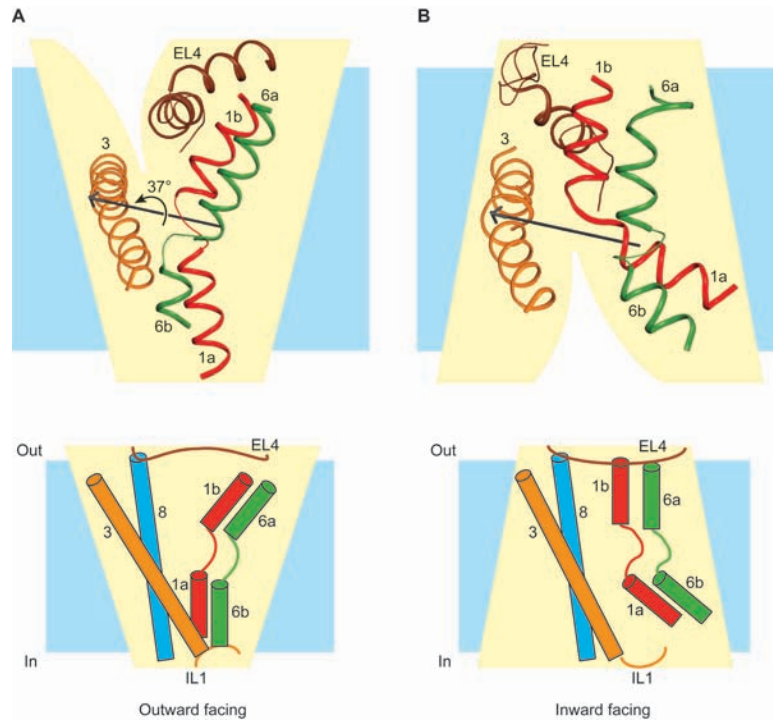 A
EL4
6a
1b
3
37°
6b
1a
B
EL4
1b
6a
3
1a
6b
Out
EL4
1b
6a
8
3
1a
6b
In
IL1
Outward facing
Out
EL4
1b
6a
8
3
6b
1a
In
IL1
Inward facing